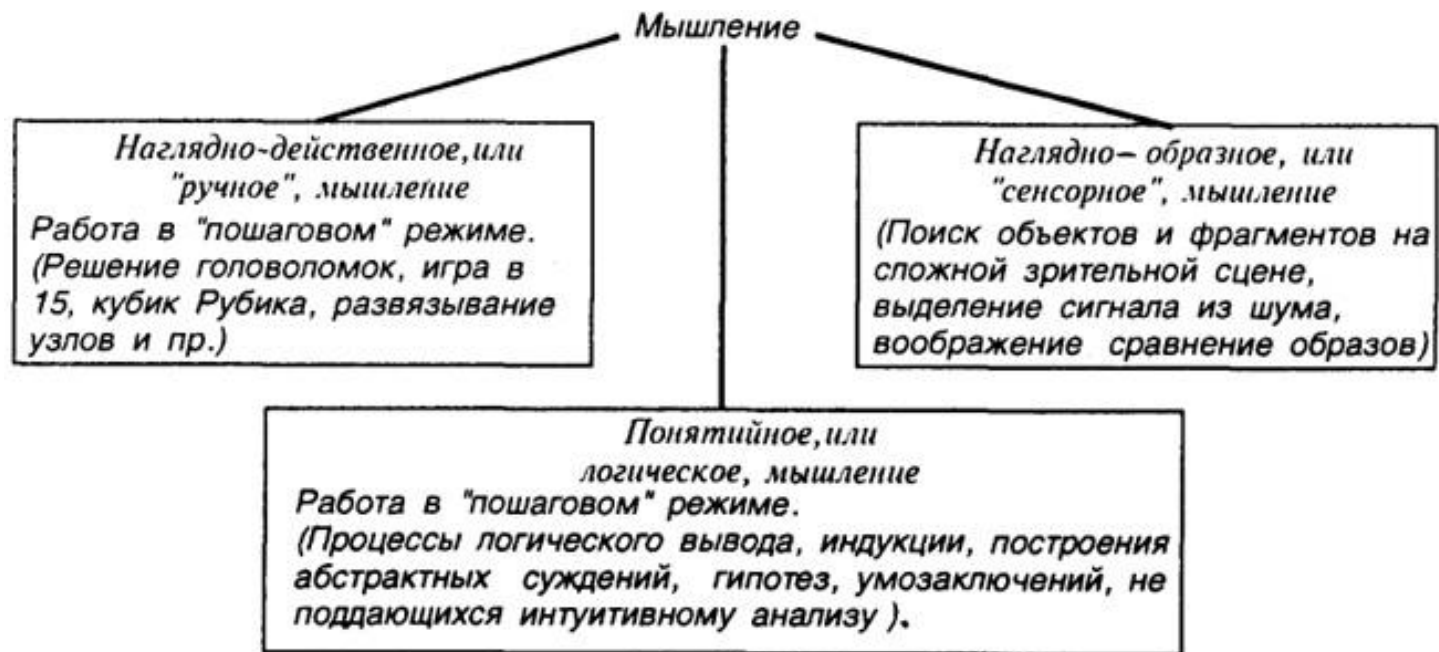 Мышление
Наглядно-действенное, или
"ручное", мышление
Работа в "пошаговом" режиме.
(Решение головоломок, игра в
15, кубик Рубика, развязывание
узлов и пр.)
Наглядно– образное, или
"сенсорное", мышление
(Поиск объектов и фрагментов на
сложной зрительной сцене,
выделение сигнала из шума,
воображение сравнение образов)
Понятийное, или
логическое, мышление
Работа в "пошаговом" режиме.
(Процессы логического вывода, индукции, построения
абстрактных суждений, гипотез, умозаключений, не
поддающихся интуитивному анализу ).